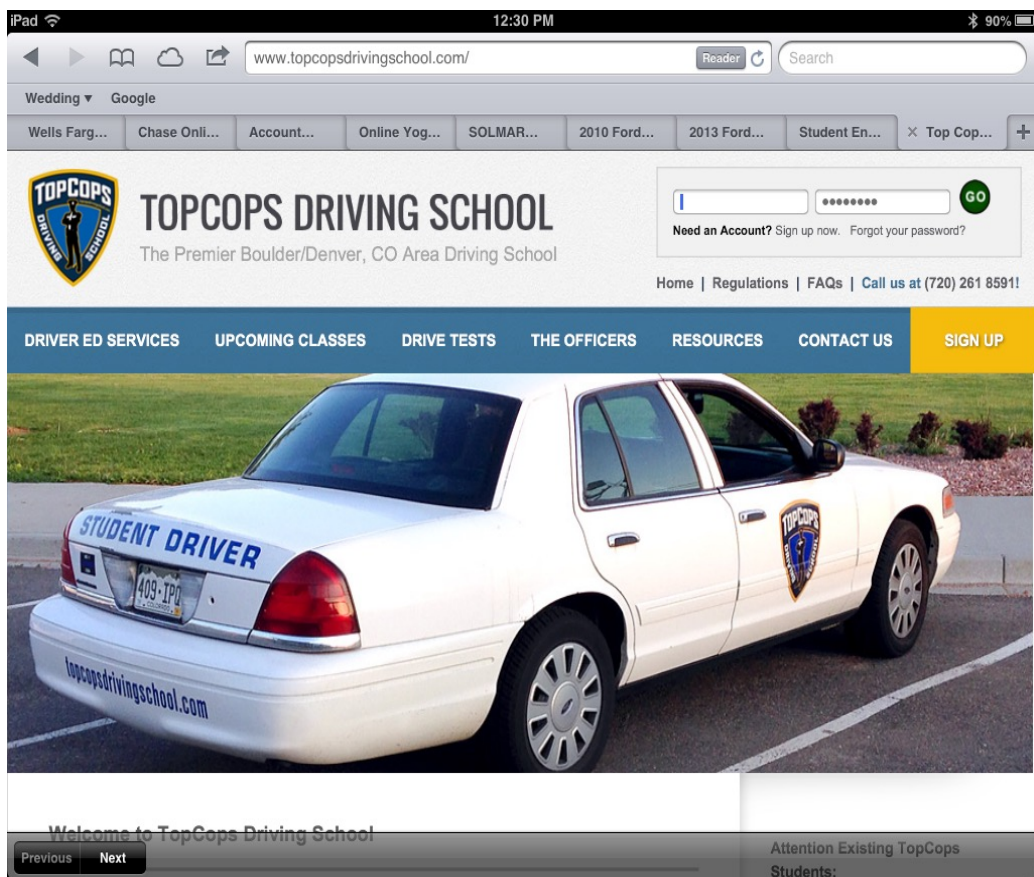 iPad 12:30 PM 90%
www.topcopsdrivingschool.com/ Reader Search
Wedding ▾ Google
Wells Farg... Chase Onli... Account... Online Yog... SOLMAR... 2010 Ford... 2013 Ford... Student En... × Top Cop... +
TOPCOPS
DRIVING SCHOOL
TOPCOPS DRIVING SCHOOL
The Premier Boulder/Denver, CO Area Driving School
•••••••• GO
Need an Account? Sign up now. Forgot your password?
Home | Regulations | FAQs | Call us at (720) 261 8591!
DRIVER ED SERVICES UPCOMING CLASSES DRIVE TESTS THE OFFICERS RESOURCES CONTACT US SIGN UP
STUDENT DRIVER
409·IPQ
COLORADO
topcopsdrivingschool.com
TOPCOPS
DRIVING SCHOOL
Welcome to TopCops Driving School
Previous Next
Attention Existing TopCops
Students: